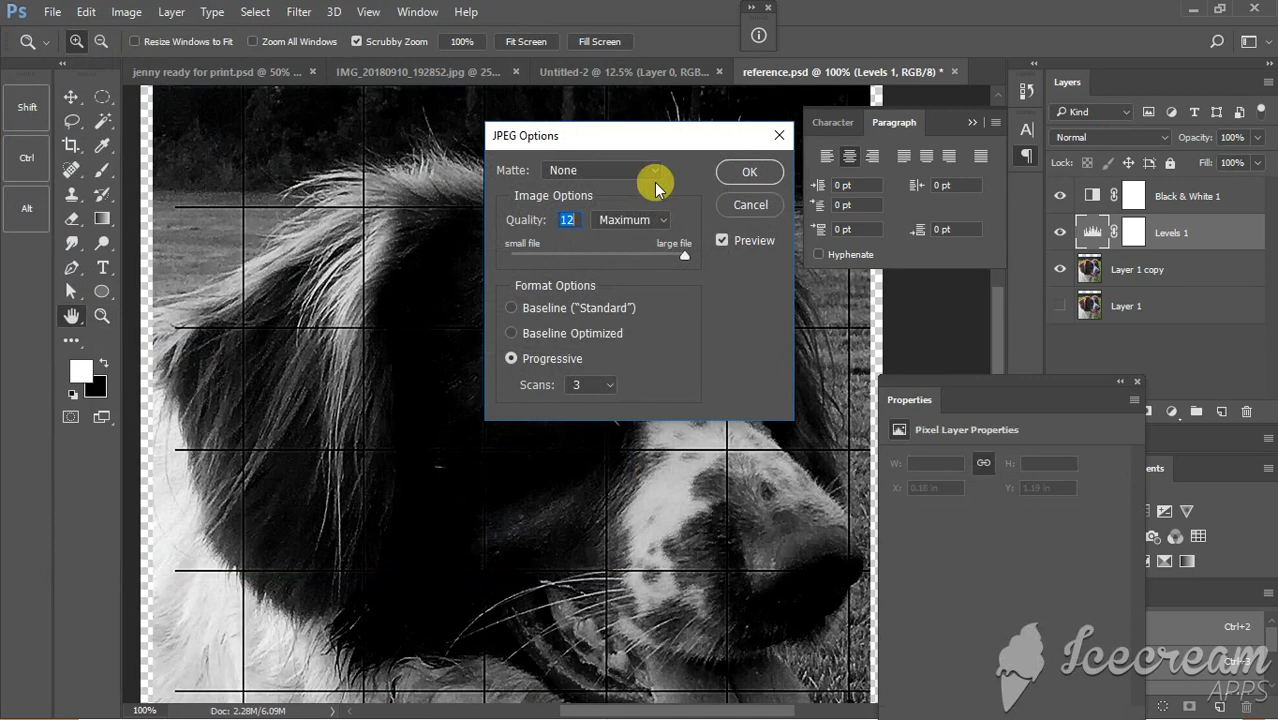 Ps File Edit Image Layer Type Select Filter 3D View Window Help
Resize Windows to Fit Zoom All Windows Scrubby Zoom 100% Fit Screen Fill Screen
jenny ready for print.psd @ 50% ... IMG_20180910_192852.jpg @ 25... Untitled-2 @ 12.5% (Layer 0, RGB... reference.psd @ 100% (Levels 1, RGB/8) *
Shift
Ctrl
Alt
JPEG Options
Matte: None
OK
Image Options
Cancel
Quality: 12 Maximum
small file large file
Preview
Format Options
Baseline ("Standard")
Baseline Optimized
Progressive
Scans: 3
Character Paragraph
0 pt 0 pt
0 pt
0 pt 0 pt
Hyphenate
Layers
Kind
Normal Opacity: 100%
Lock: Fill: 100%
Black & White 1
Levels 1
Layer 1 copy
Layer 1
Properties
Pixel Layer Properties
W: H:
X: 0.18 in Y: 1.19 in
ents
Ctrl+2
Ctrl+3
Icecream
APPS
100% Doc: 2.28M/6.09M